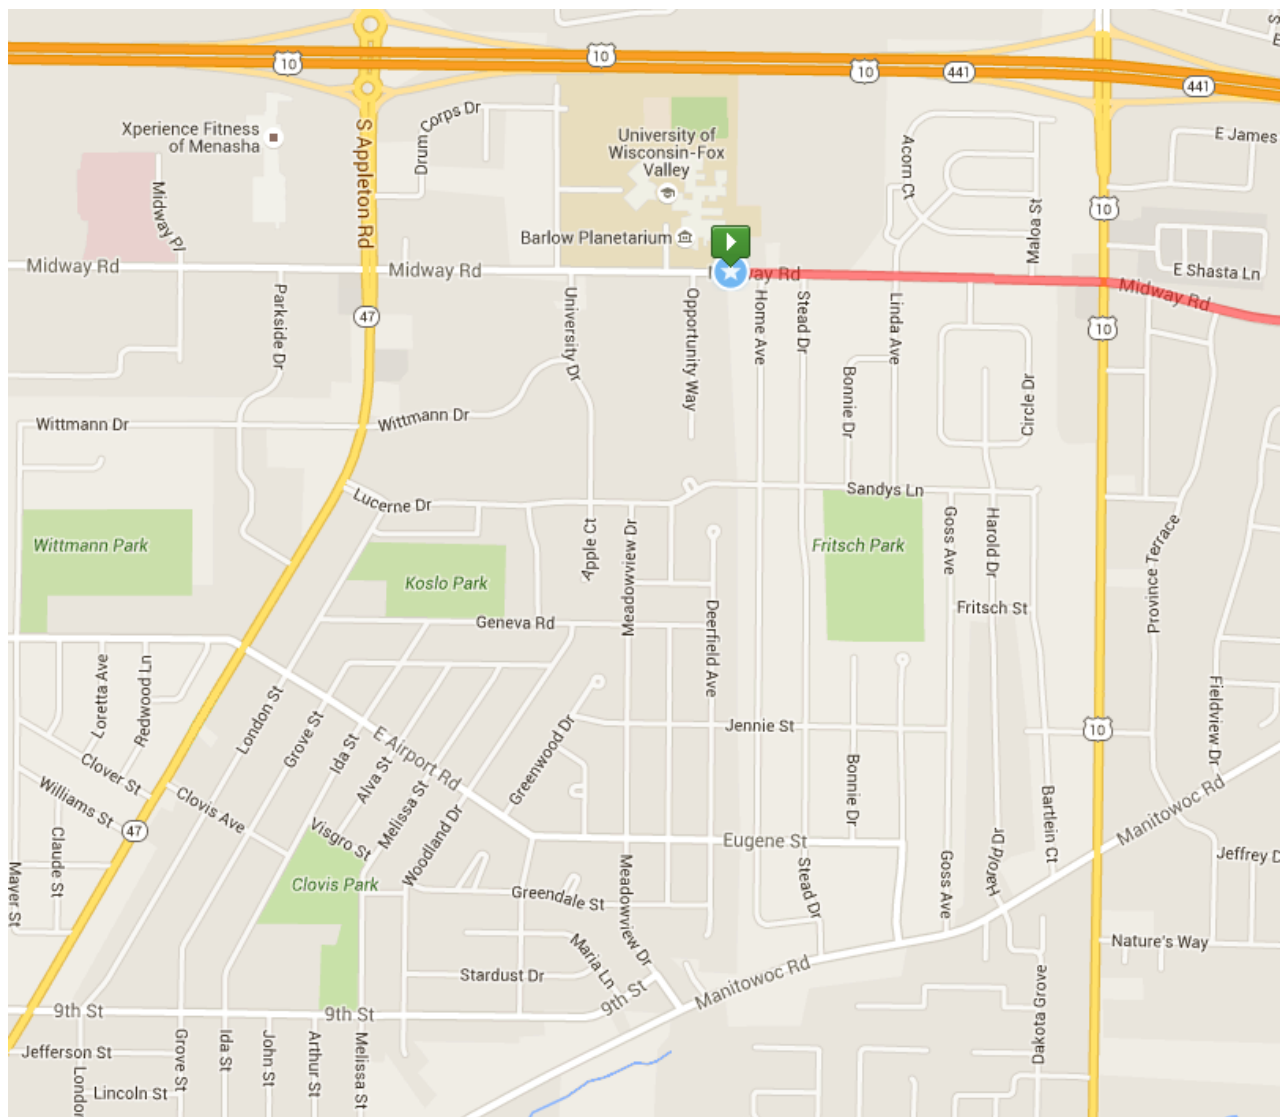 S
E
10
10
10
441
441
Xperience Fitness
of Menasha
Corps Dr
Drum
S Appleton Rd
University of
Wisconsin-Fox
Valley
Acorn Ct
E James
Midway Pl
Barlow Planetarium
Maloa St
10
Midway Rd
Midway Rd
way Rd
E Shasta Ln
Midway Rd
Parkside Dr
47
University Dr
Opportunity Way
Home Ave
Stead Dr
Linda Ave
10
Bonnie Dr
Circle Dr
Wittmann Dr
Wittmann Dr
Lucerne Dr
Sandys Ln
Wittmann Park
Koslo Park
Apple Ct
Meadowview Dr
Fritsch Park
Goss Ave
Harold Dr
Province Terrace
Geneva Rd
Deerfield Ave
Fritsch St
Loretta Ave
Redwood Ln
London St
Grove St
Ida St
E Airport Rd
Alva St
Melissa St
Greenwood Dr
Jennie St
10
Fieldview Dr
Clover St
Williams St
Clovis Ave
Bonnie Dr
Bartlein Ct
Manitowoc Rd
47
Claude St
Mayer St
Visgro St
Woodland Dr
Eugene St
Harold Dr
Jeffrey D
Clovis Park
Greendale St
Meadowview Dr
Stead Dr
Goss Ave
Nature's Way
Maria Ln
Stardust Dr
9th St
Manitowoc Rd
Dakota Grove
9th St
9th St
Jefferson St
Lincoln St
London
Grove St
Ida St
John St
Arthur St
Melissa St